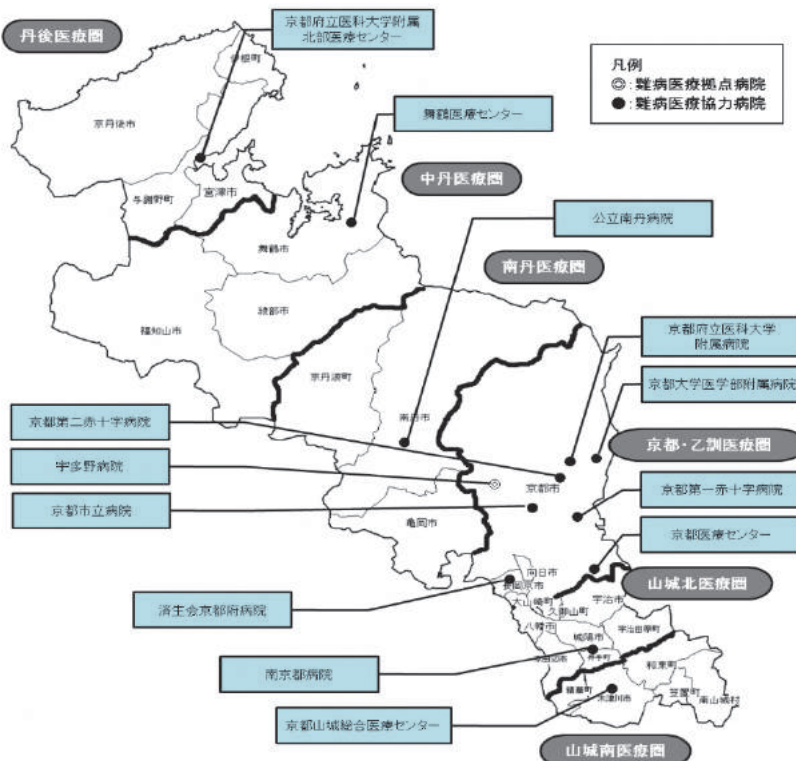 丹後医療圏
京都府立医科大学附属
北部医療センター
凡例
◎:難病医療拠点病院
●:難病医療協力病院
伊根町
京丹後市
舞鶴医療センター
与謝野町
宮津市
中丹医療圏
公立南丹病院
舞鶴市
南丹医療圏
綾部市
福知山市
京都府立医科大学
附属病院
京丹波町
京都大学医学部附属病院
南丹市
京都第二赤十字病院
京都・乙訓医療圏
宇多野病院
京都市
京都第一赤十字病院
京都市立病院
亀岡市
京都医療センター
向日市
長岡京市
山城北医療圏
大山崎町
久御山町
宇治市
済生会京都府病院
八幡市
城陽市
宇治田原町
京田辺市
井手町
和束町
南京都病院
精華町
木津川市
笠置町
南山城村
京都山城総合医療センター
山城南医療圏